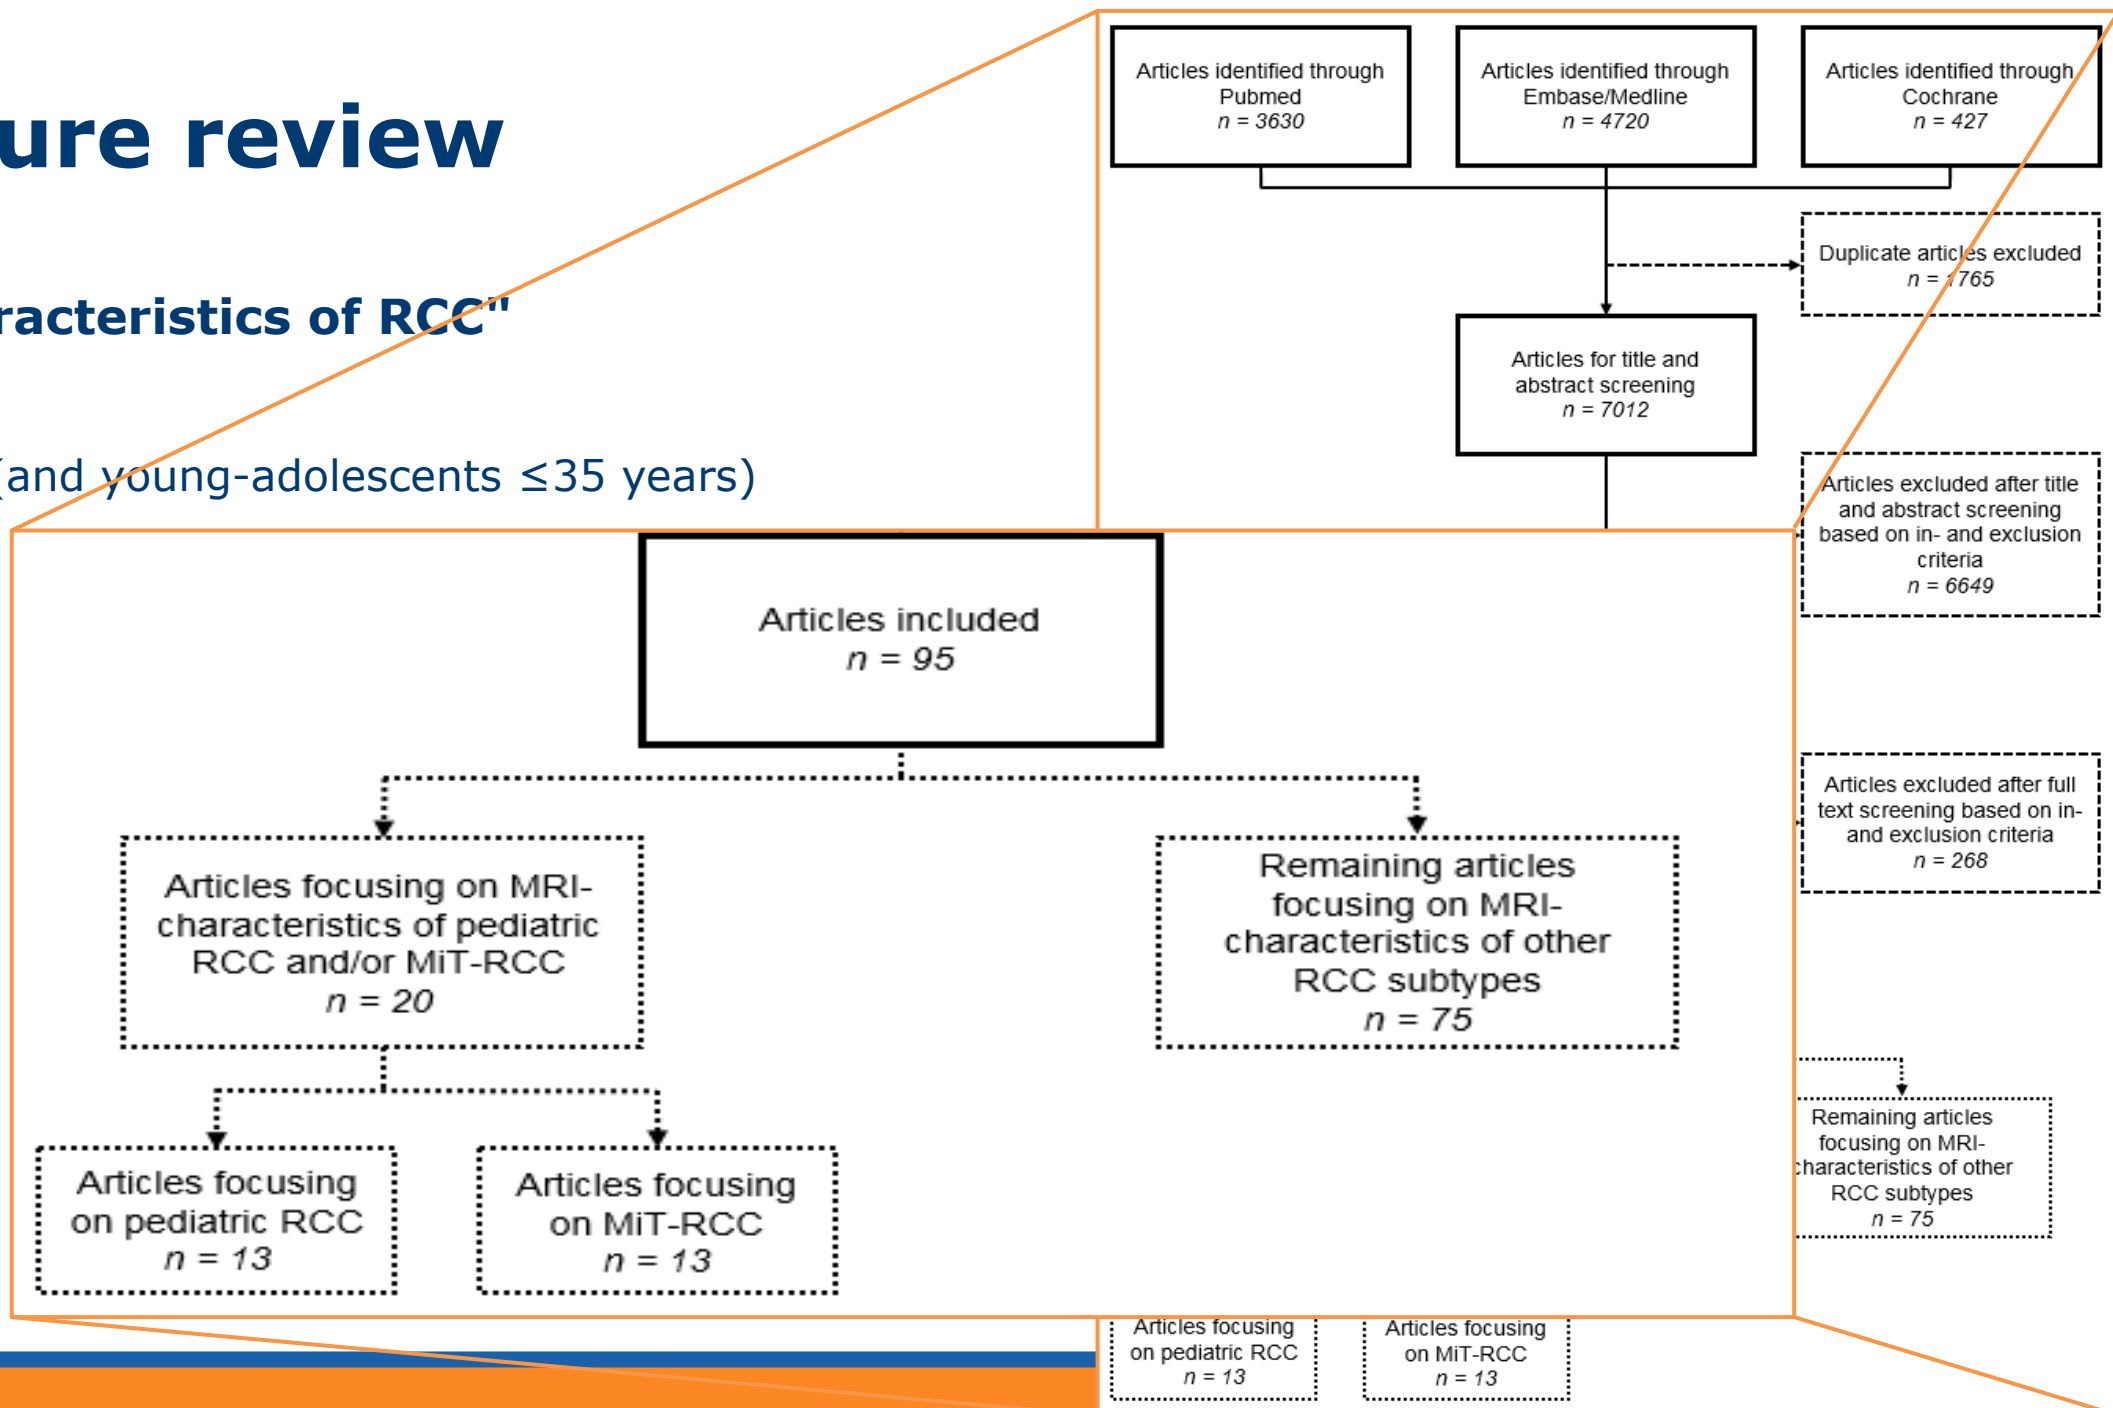 ure review
racteristics of RCC"
(and young-adolescents ≤35 years)
Articles identified through
Pubmed
n = 3630
Articles identified through
Embase/Medline
n = 4720
Articles identified through
Cochrane
n = 427
Duplicate articles excluded
n = 1765
Articles for title and
abstract screening
n = 7012
Articles excluded after title
and abstract screening
based on in- and exclusion
criteria
n = 6649
Articles excluded after full
text screening based on in-
and exclusion criteria
n = 268
Articles included
n = 95
Articles focusing on MRI-
characteristics of pediatric
RCC and/or MiT-RCC
n = 20
Remaining articles
focusing on MRI-
characteristics of other
RCC subtypes
n = 75
Articles focusing
on pediatric RCC
n = 13
Articles focusing
on MiT-RCC
n = 13
Remaining articles
focusing on MRI-
characteristics of other
RCC subtypes
n = 75
Articles focusing
on pediatric RCC
n = 13
Articles focusing
on MiT-RCC
n = 13